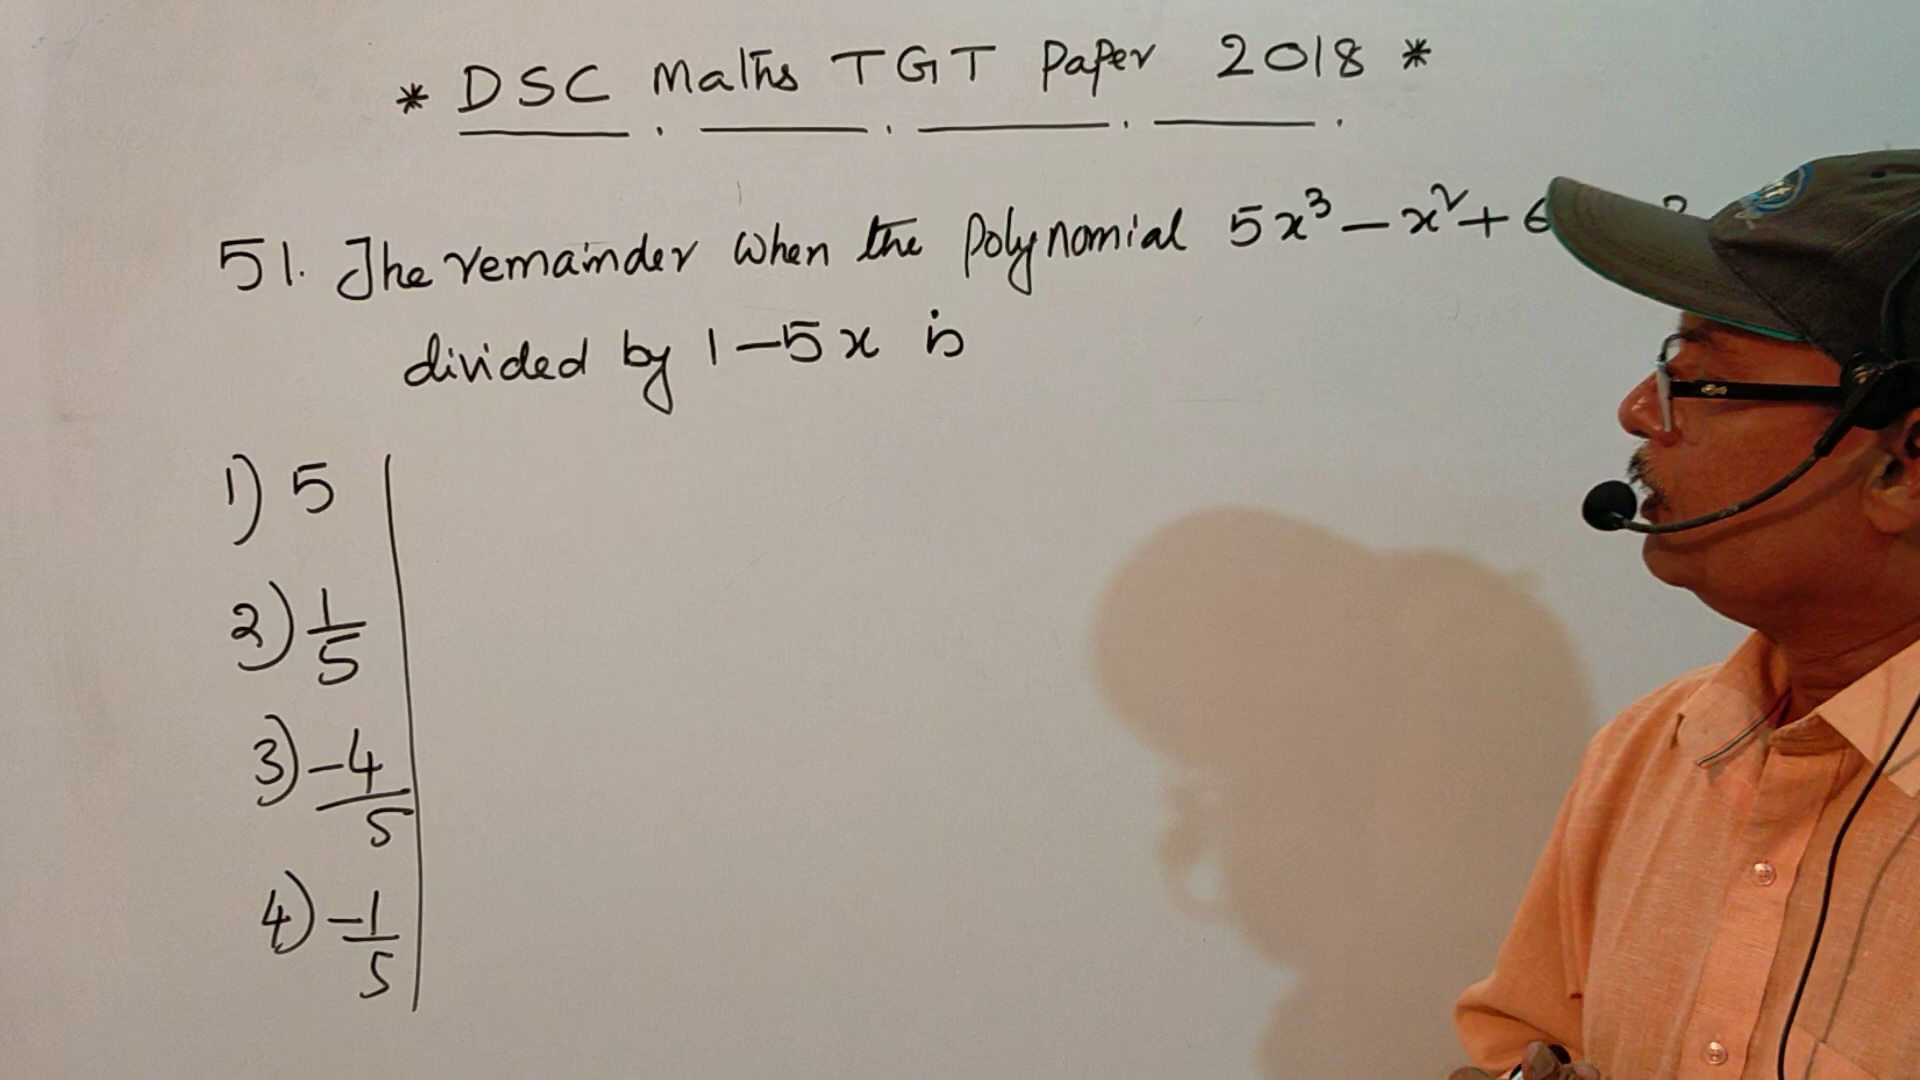 * DSC Maths TGT Paper 2018 *
51. The remainder when the Polynomial 5x³ – x² + 6
divided by 1 – 5x is
1) 5
2) 1/5
3) -4/5
4) -1/5